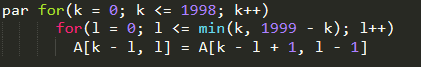 par for(k = 0; k <= 1998; k++)
for(l = 0; l <= min(k, 1999 - k); l++)
A[k - l, l] = A[k - l + 1, l - 1]